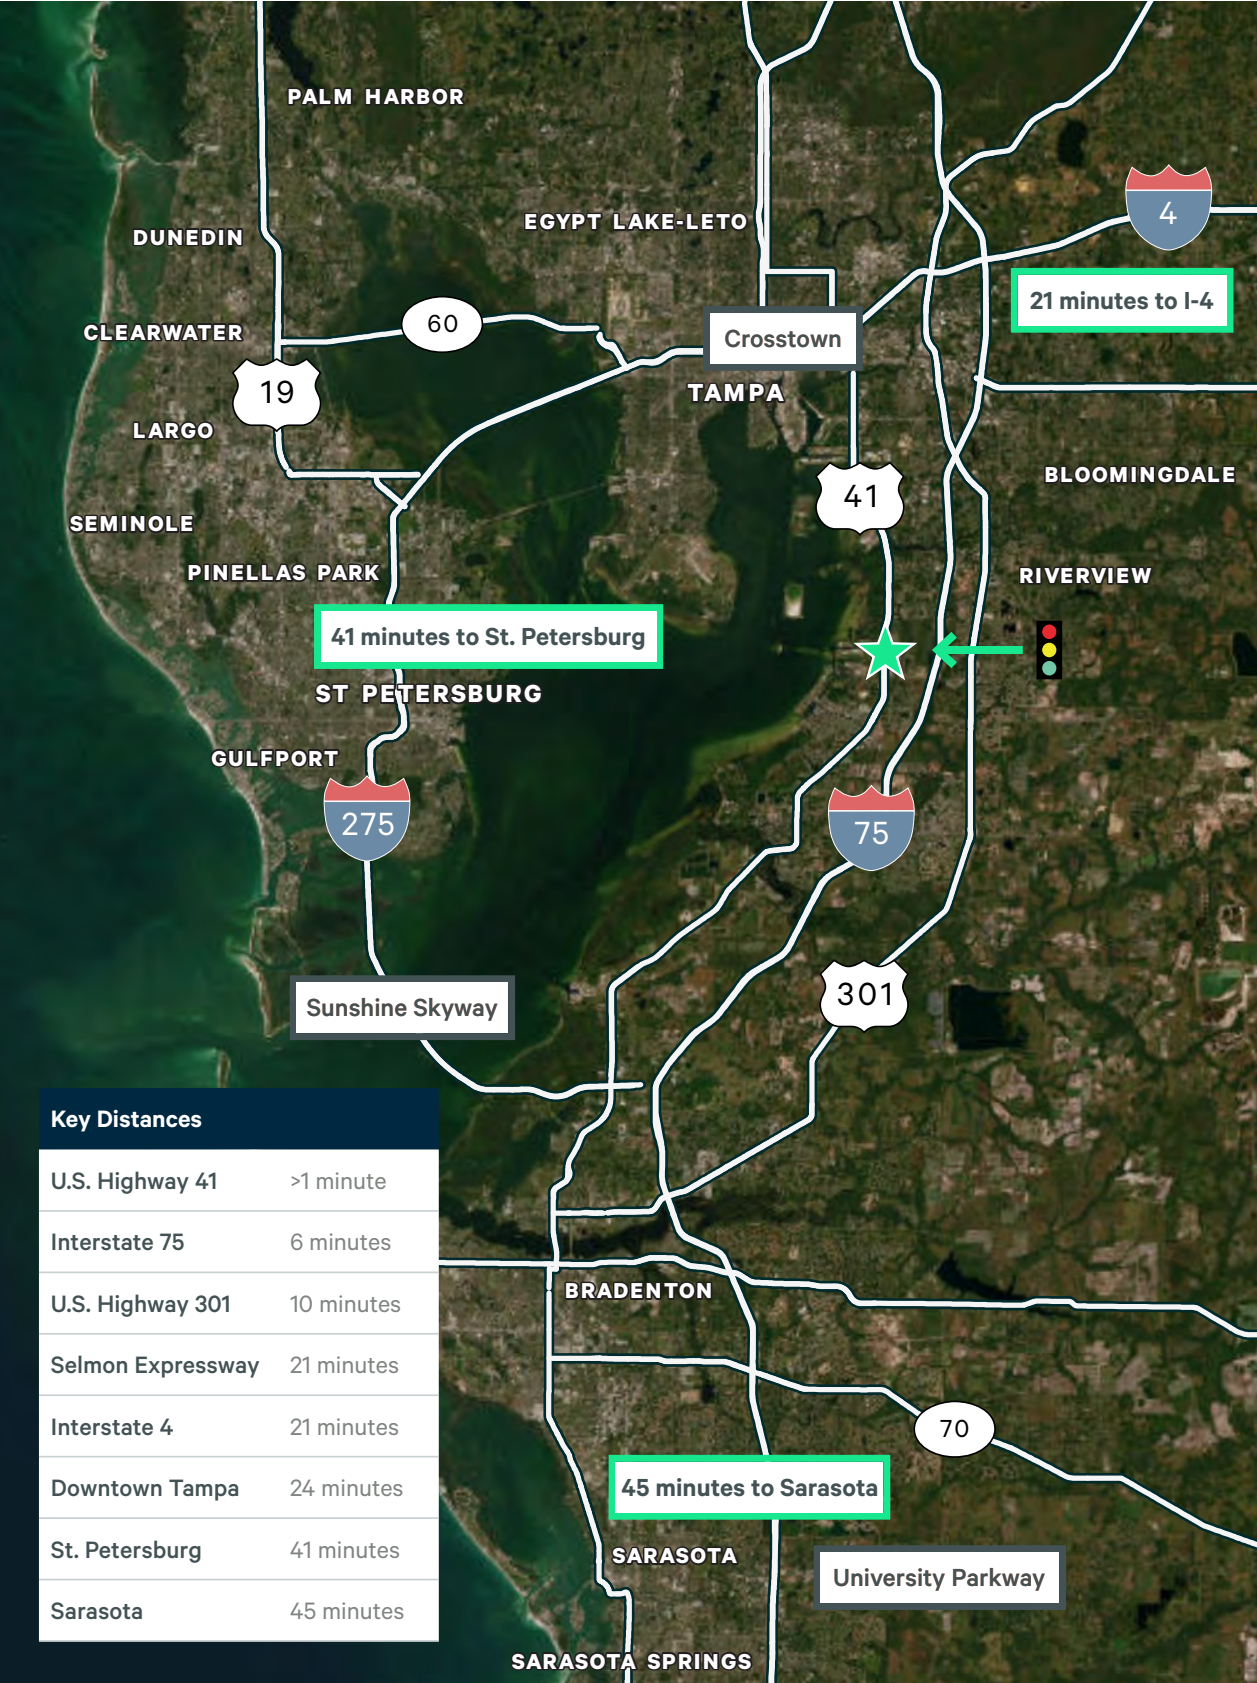 PALM HARBOR
4
EGYPT LAKE-LETO
DUNEDIN
21 minutes to I-4
60
CLEARWATER
Crosstown
19
TAMPA
LARGO
BLOOMINGDALE
41
SEMINOLE
PINELLAS PARK
RIVERVIEW
41 minutes to St. Petersburg
ST PETERSBURG
GULFPORT
275
75
301
Sunshine Skyway
Key Distances
U.S. Highway 41 >1 minute
Interstate 75 6 minutes
U.S. Highway 301 10 minutes
Selmon Expressway 21 minutes
Interstate 4 21 minutes
Downtown Tampa 24 minutes
St. Petersburg 41 minutes
Sarasota 45 minutes
BRADENTON
70
45 minutes to Sarasota
SARASOTA
University Parkway
SARASOTA SPRINGS